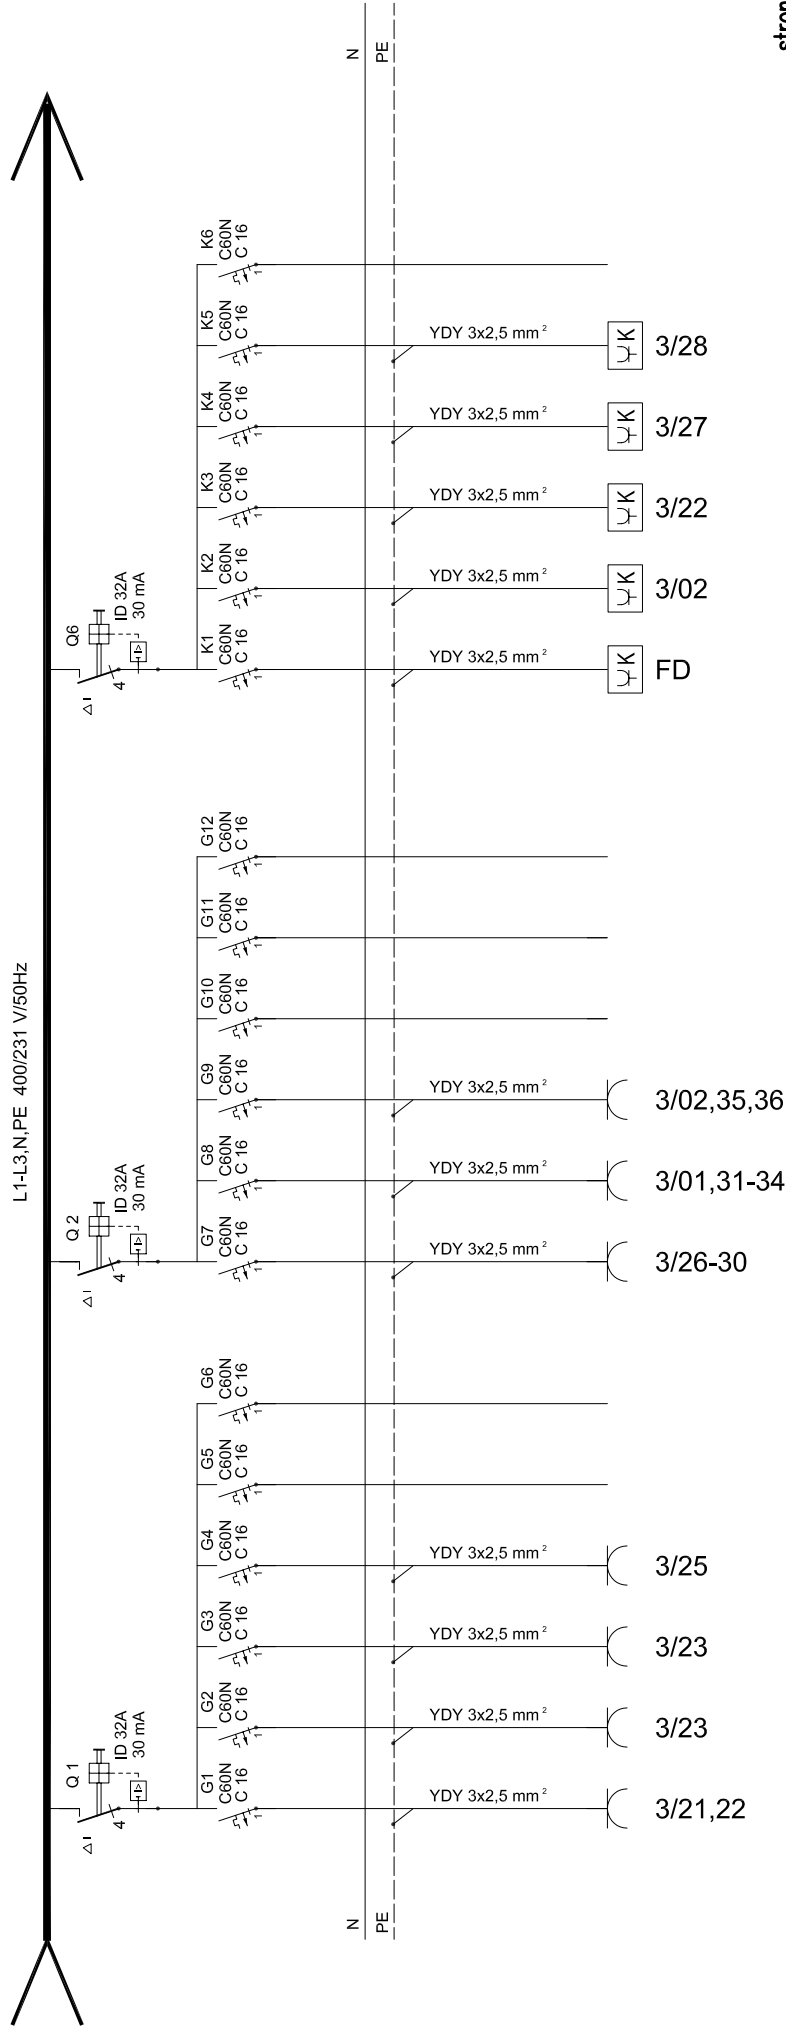 stron
N
PE
K6
C60N
C 16
K5
C60N
C 16
YDY 3x2,5 mm²
K
3/28
K4
C60N
C 16
YDY 3x2,5 mm²
K
3/27
K3
C60N
C 16
YDY 3x2,5 mm²
K
3/22
K2
C60N
C 16
YDY 3x2,5 mm²
K
3/02
Q6
ID 32A
30 mA
I>
4
Δ I
K1
C60N
C 16
YDY 3x2,5 mm²
K
FD
L1-L3,N,PE 400/231 V/50Hz
G12
C60N
C 16
G11
C60N
C 16
G10
C60N
C 16
G9
C60N
C 16
YDY 3x2,5 mm²
3/02,35,36
G8
C60N
C 16
YDY 3x2,5 mm²
3/01,31-34
Q 2
ID 32A
30 mA
I>
4
Δ I
G7
C60N
C 16
YDY 3x2,5 mm²
3/26-30
G6
C60N
C 16
G5
C60N
C 16
G4
C60N
C 16
YDY 3x2,5 mm²
3/25
G3
C60N
C 16
YDY 3x2,5 mm²
3/23
G2
C60N
C 16
YDY 3x2,5 mm²
3/23
Q 1
ID 32A
30 mA
I>
4
Δ I
G1
C60N
C 16
YDY 3x2,5 mm²
3/21,22
N
PE